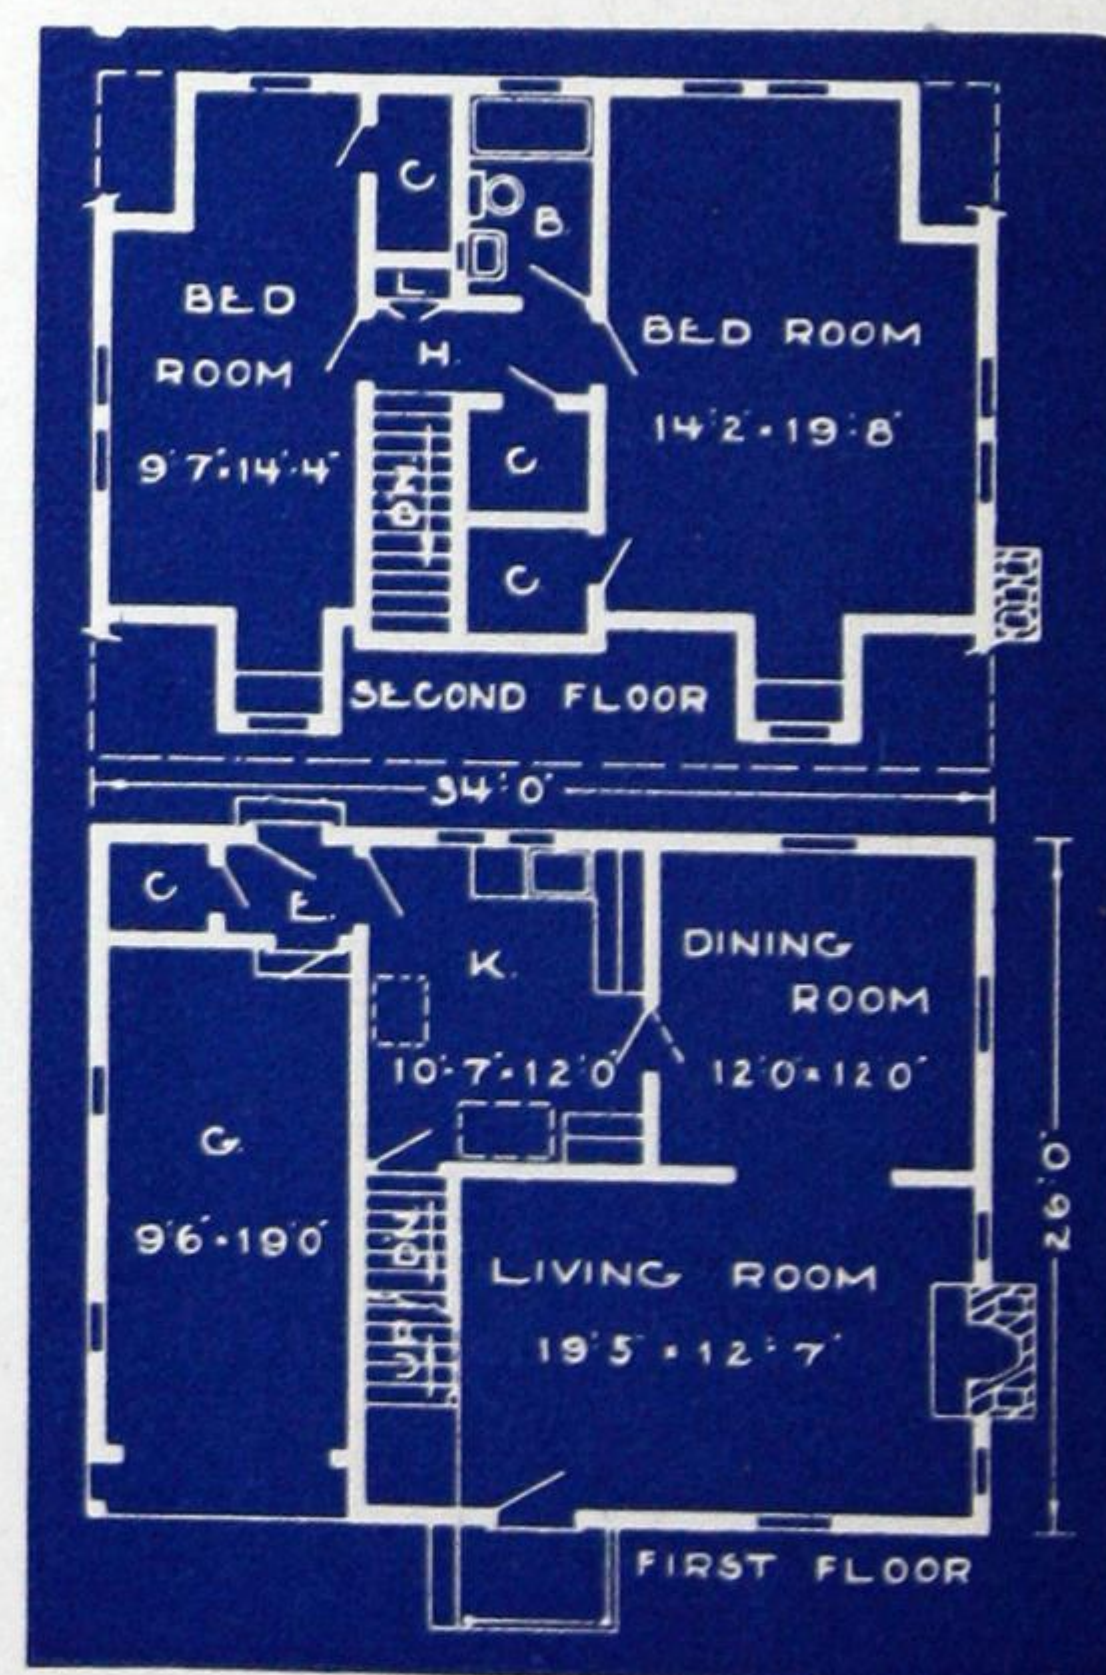 C
B.
L.
BED
ROOM
9'7"×14'-4"
H.
BED ROOM
14'2"×19'-8"
DN
C
C
SECOND FLOOR
34'-0"
C
E.
K.
10'-7"×12'0"
DINING
ROOM
12'0"×12'0"
G.
9'6"×19'0"
DN
UP
LIVING ROOM
19'5"×12'-7"
26'0"
FIRST FLOOR